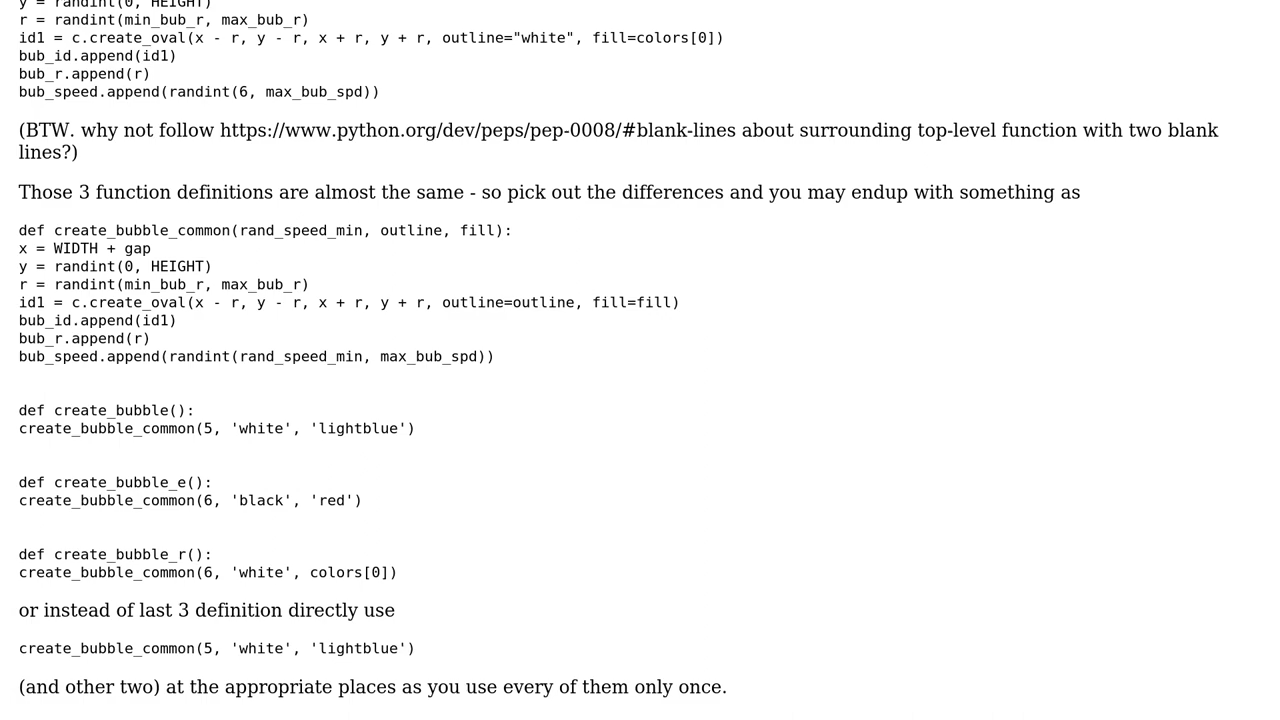 y = randint(0, HEIGHT)
r = randint(min_bub_r, max_bub_r)
id1 = c.create_oval(x - r, y - r, x + r, y + r, outline="white", fill=colors[0])
bub_id.append(id1)
bub_r.append(r)
bub_speed.append(randint(6, max_bub_spd))
(BTW. why not follow https://www.python.org/dev/peps/pep-0008/#blank-lines about surrounding top-level function with two blank
lines?)
Those 3 function definitions are almost the same - so pick out the differences and you may endup with something as
def create_bubble_common(rand_speed_min, outline, fill):
x = WIDTH + gap
y = randint(0, HEIGHT)
r = randint(min_bub_r, max_bub_r)
id1 = c.create_oval(x - r, y - r, x + r, y + r, outline=outline, fill=fill)
bub_id.append(id1)
bub_r.append(r)
bub_speed.append(randint(rand_speed_min, max_bub_spd))
def create_bubble():
create_bubble_common(5, 'white', 'lightblue')
def create_bubble_e():
create_bubble_common(6, 'black', 'red')
def create_bubble_r():
create_bubble_common(6, 'white', colors[0])
or instead of last 3 definition directly use
create_bubble_common(5, 'white', 'lightblue')
(and other two) at the appropriate places as you use every of them only once.